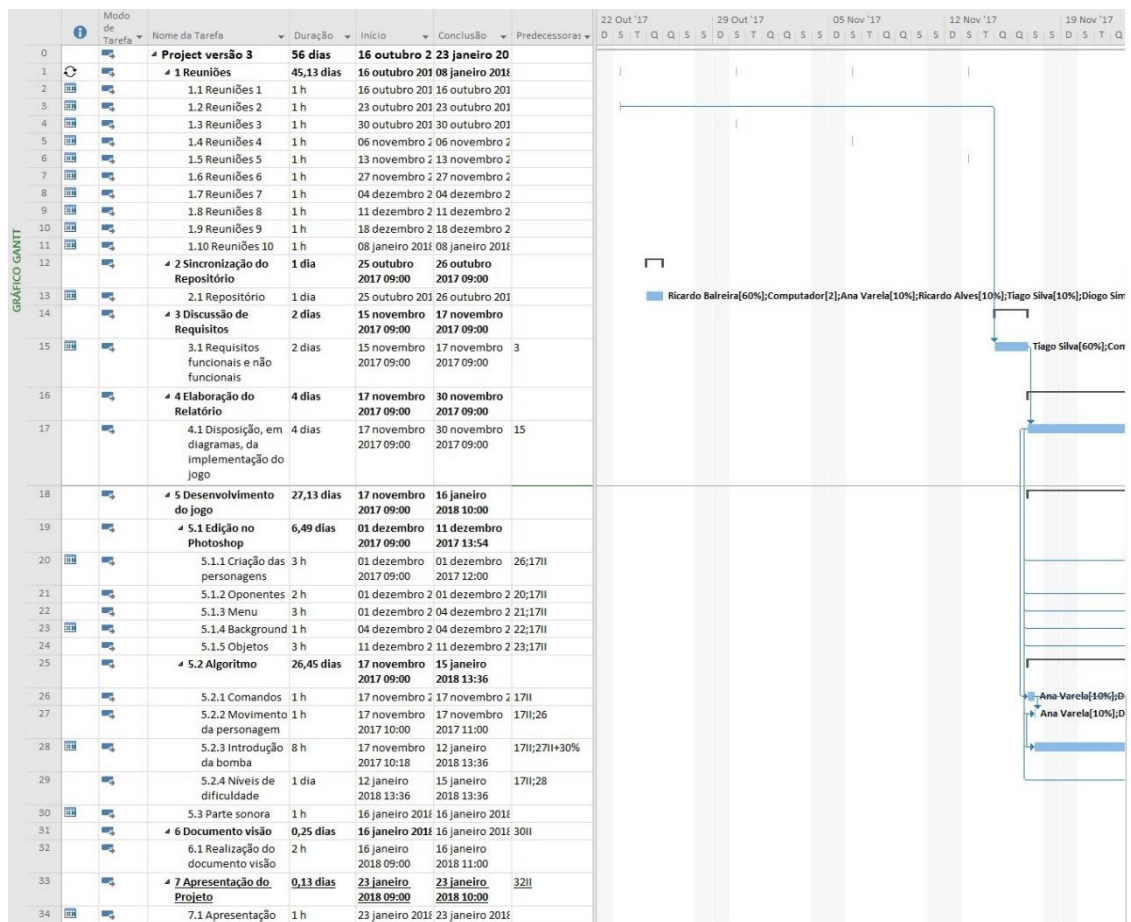 GRÁFICO GANTT
Modo de Tarefa Nome da Tarefa Duração Início Conclusão Predecessoras
22 Out '17 29 Out '17 05 Nov '17 12 Nov '17 19 Nov '17
D S T Q Q S S D S T Q Q S S D S T Q Q S S D S T Q Q S S D S T Q
0 Project versão 3 56 dias 16 outubro 2 23 janeiro 20
1 1 Reuniões 45,13 dias 16 outubro 201 08 janeiro 2018
2 1.1 Reuniões 1 1 h 16 outubro 201 16 outubro 201
3 1.2 Reuniões 2 1 h 23 outubro 201 23 outubro 201
4 1.3 Reuniões 3 1 h 30 outubro 201 30 outubro 201
5 1.4 Reuniões 4 1 h 06 novembro 2 06 novembro 2
6 1.5 Reuniões 5 1 h 13 novembro 2 13 novembro 2
7 1.6 Reuniões 6 1 h 27 novembro 2 27 novembro 2
8 1.7 Reuniões 7 1 h 04 dezembro 2 04 dezembro 2
9 1.8 Reuniões 8 1 h 11 dezembro 2 11 dezembro 2
10 1.9 Reuniões 9 1 h 18 dezembro 2 18 dezembro 2
11 1.10 Reuniões 10 1 h 08 janeiro 2018 08 janeiro 2018
12 2 Sincronização do 1 dia 25 outubro 26 outubro
Repositório 2017 09:00 2017 09:00
13 2.1 Repositório 1 dia 25 outubro 201 26 outubro 201 Ricardo Balreira[60%];Computador[2];Ana Varela[10%];Ricardo Alves[10%];Tiago Silva[10%];Diogo Sim
14 3 Discussão de 2 dias 15 novembro 17 novembro
Requisitos 2017 09:00 2017 09:00
15 3.1 Requisitos 2 dias 15 novembro 17 novembro 3 Tiago Silva[60%];Com
funcionais e não 2017 09:00 2017 09:00
funcionais
16 4 Elaboração do 4 dias 17 novembro 30 novembro
Relatório 2017 09:00 2017 09:00
17 4.1 Disposição, em 4 dias 17 novembro 30 novembro 15
diagramas, da 2017 09:00 2017 09:00
implementação do
jogo
18 5 Desenvolvimento 27,13 dias 17 novembro 16 janeiro
do jogo 2017 09:00 2018 10:00
19 5.1 Edição no 6,49 dias 01 dezembro 11 dezembro
Photoshop 2017 09:00 2017 13:54
20 5.1.1 Criação das 3 h 01 dezembro 01 dezembro 26;17II
personagens 2017 09:00 2017 12:00
21 5.1.2 Oponentes 2 h 01 dezembro 2 01 dezembro 2 20;17II
22 5.1.3 Menu 3 h 01 dezembro 2 04 dezembro 2 21;17II
23 5.1.4 Background 1 h 04 dezembro 2 04 dezembro 2 22;17II
24 5.1.5 Objetos 3 h 11 dezembro 2 11 dezembro 2 23;17II
25 5.2 Algoritmo 26,45 dias 17 novembro 15 janeiro
2017 09:00 2018 13:36
26 5.2.1 Comandos 1 h 17 novembro 2 17 novembro 2 17II Ana Varela[10%];D
27 5.2.2 Movimento 1 h 17 novembro 17 novembro 17II;26 Ana Varela[10%];D
da personagem 2017 10:00 2017 11:00
28 5.2.3 Introdução 8 h 17 novembro 12 janeiro 17II;27II+30%
da bomba 2017 10:18 2018 13:36
29 5.2.4 Níveis de 1 dia 12 janeiro 15 janeiro 17II;28
dificuldade 2018 13:36 2018 13:36
30 5.3 Parte sonora 1 h 16 janeiro 2018 16 janeiro 2018
31 6 Documento visão 0,25 dias 16 janeiro 2018 16 janeiro 2018 30II
32 6.1 Realização do 2 h 16 janeiro 16 janeiro
documento visão 2018 09:00 2018 11:00
33 7 Apresentação do 0,13 dias 23 janeiro 23 janeiro 32II
Projeto 2018 09:00 2018 10:00
34 7.1 Apresentação 1 h 23 janeiro 2018 23 janeiro 2018